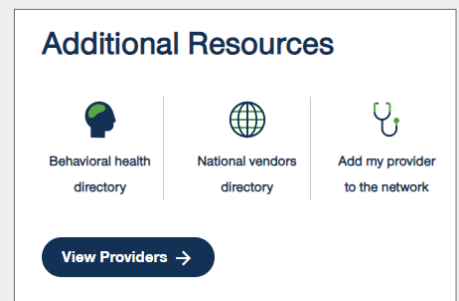 Additional Resources
Behavioral health
directory
National vendors
directory
Add my provider
to the network
View Providers →